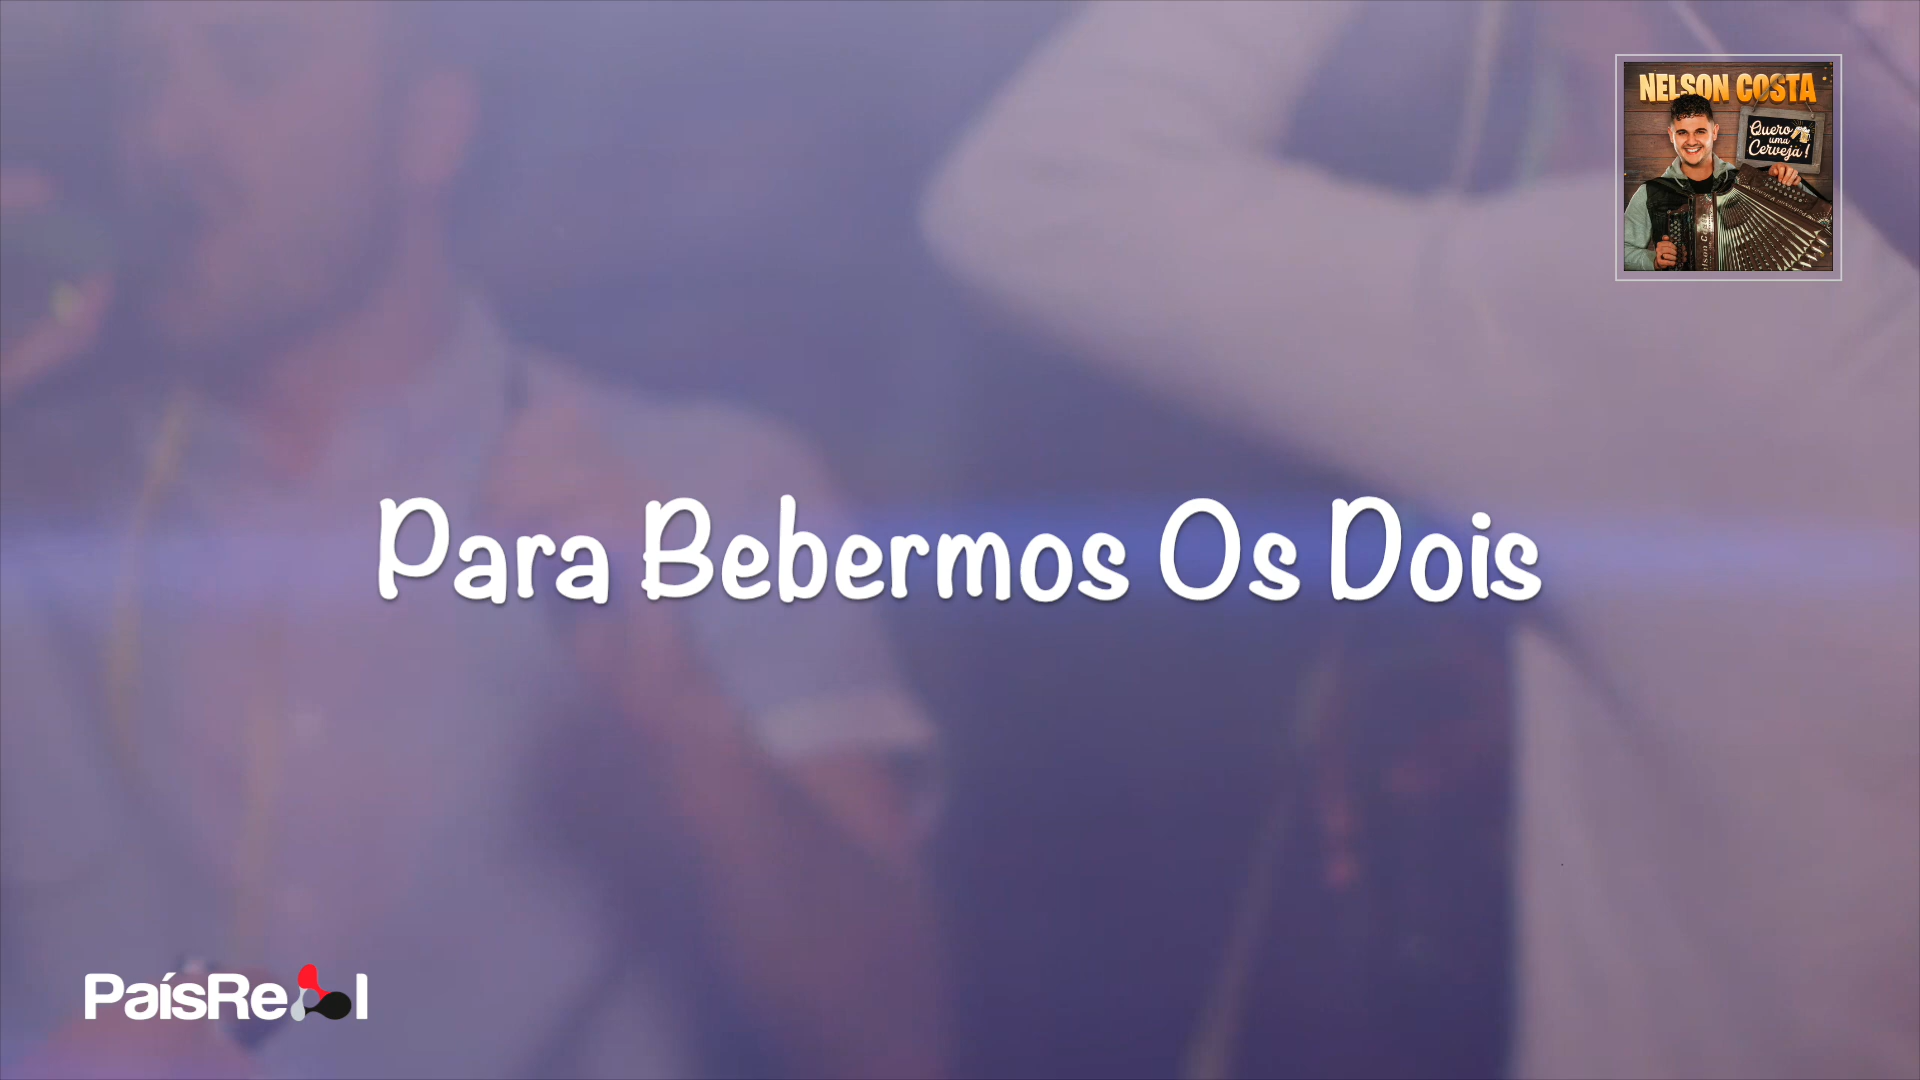 NELSON COSTA
Quero
uma
Cerveja!
Para Bebermos Os Dois
PaísReal